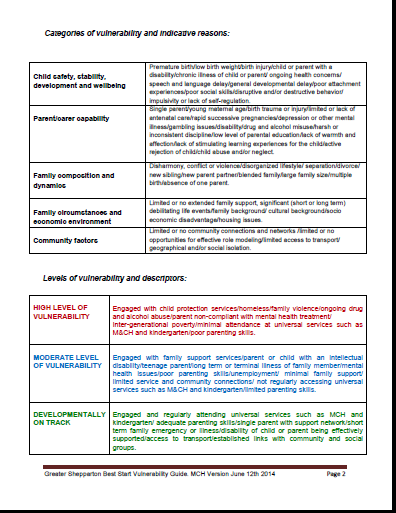 Categories of vulnerability and indicative reasons:
Child safety, stability,
development and wellbeing
Premature birth/low birth weight/birth injury/child or parent with a
disability/chronic illness of child or parent/ ongoing health concerns/
speech and language delay/general developmental delay/poor attachment
experiences/poor social skills/disruptive and/or destructive behavior/
impulsivity or lack of self-regulation.
Parent/carer capability
Single parent/young maternal age/birth trauma or injury/limited or lack of
antenatal care/rapid successive pregnancies/depression or other mental
illness/gambling issues/disability/drug and alcohol misuse/harsh or
inconsistent discipline/low level of parental education/lack of warmth and
affection/lack of stimulating learning experiences for the child/active
rejection of child/child abuse and/or neglect.
Family composition and
dynamics
Disharmony, conflict or violence/disorganized lifestyle/ separation/divorce/
new sibling/new parent partner/blended family/large family size/multiple
birth/absence of one parent.
Family circumstances and
economic environment
Limited or no extended family support, significant (short or long term)
debilitating life events/family background/ cultural background/socio
economic disadvantage/housing issues.
Community factors
Limited or no community connections and networks /limited or no
opportunities for effective role modeling/limited access to transport/
geographical and/or social isolation.
Levels of vulnerability and descriptors:
HIGH LEVEL OF
VULNERABILITY
Engaged with child protection services/homeless/family violence/ongoing drug
and alcohol abuse/parent non-compliant with mental health treatment/
inter-generational poverty/minimal attendance at universal services such as
M&CH and kindergarten/poor parenting skills.
MODERATE LEVEL
OF VULNERABILITY
Engaged with family support services/parent or child with an intellectual
disability/teenage parent/long term or terminal illness of family member/mental
health issues/poor parenting skills/unemployment/ minimal family support/
limited service and community connections/ not regularly accessing universal
services such as M&CH and kindergarten/limited parenting skills.
DEVELOPMENTALLY
ON TRACK
Engaged and regularly attending universal services such as MCH and
kindergarten/ adequate parenting skills/single parent with support network/short
term family emergency or illness/disability of child or parent being effectively
supported/access to transport/established links with community and social
groups.
Greater Shepparton Best Start Vulnerability Guide. MCH Version June 12th 2014 Page 2